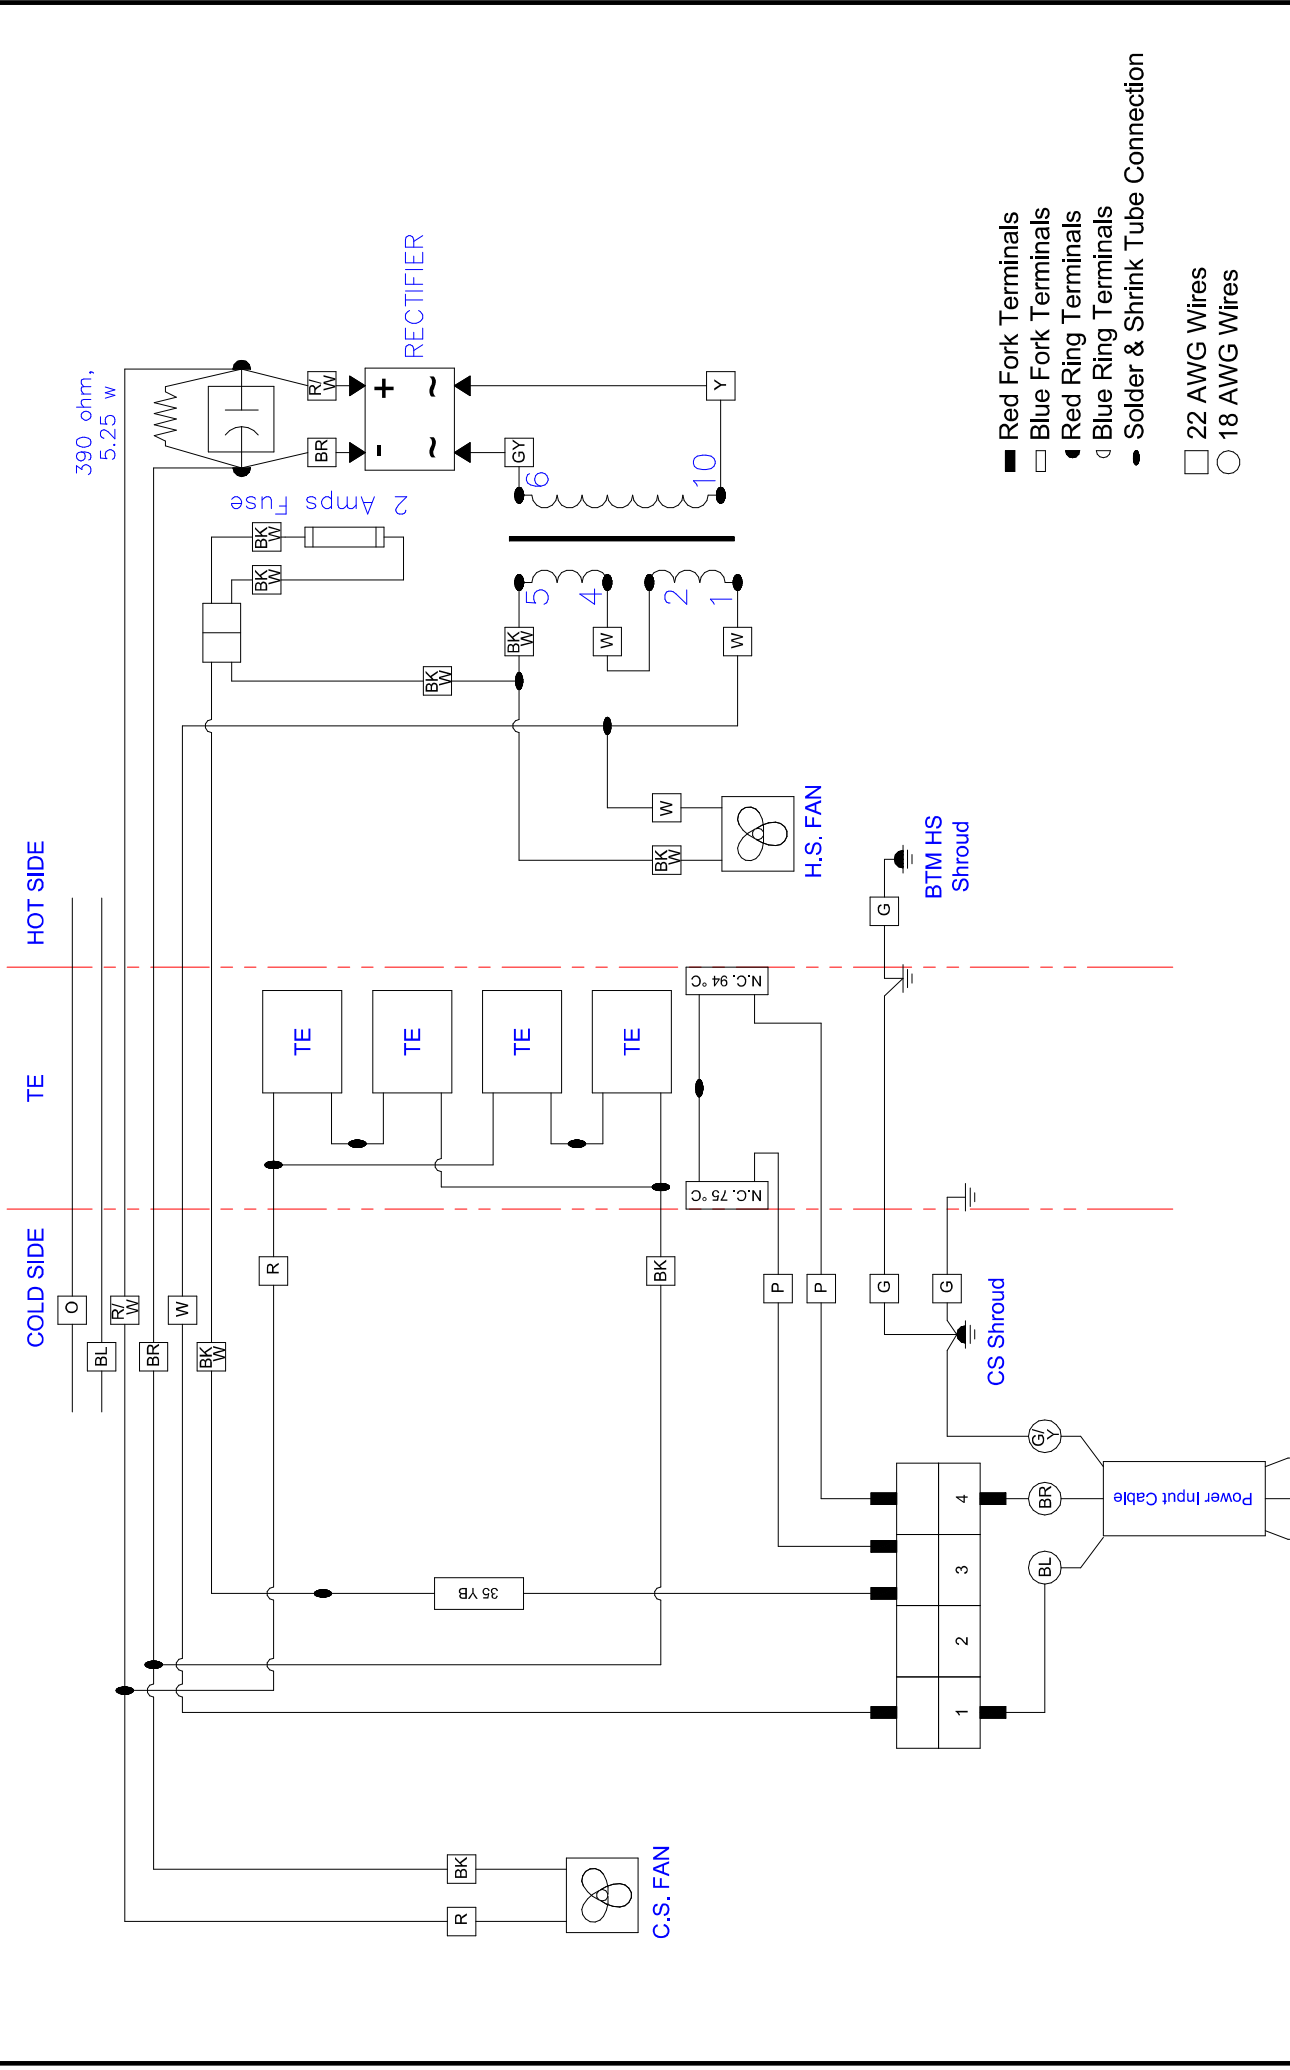 COLD SIDE
TE
HOT SIDE
O
BL
R/
W
BR
W
BK
W
390 ohm,
5.25 w
R/
W
BR
+
-
~
~
RECTIFIER
2 Amps Fuse
BK
W
BK
W
GY
Y
6
10
5
4
2
1
BK
W
W
W
BK
W
W
BK
W
H.S. FAN
TE
TE
TE
TE
N.C. 94 °C
N.C. 75 °C
R
BK
P
P
G
G
G
BTM HS
Shroud
CS Shroud
35 YB
1
2
3
4
G/
Y
BR
BL
Power Input Cable
R
BK
C.S. FAN
Red Fork Terminals
Blue Fork Terminals
Red Ring Terminals
Blue Ring Terminals
Solder & Shrink Tube Connection
22 AWG Wires
18 AWG Wires